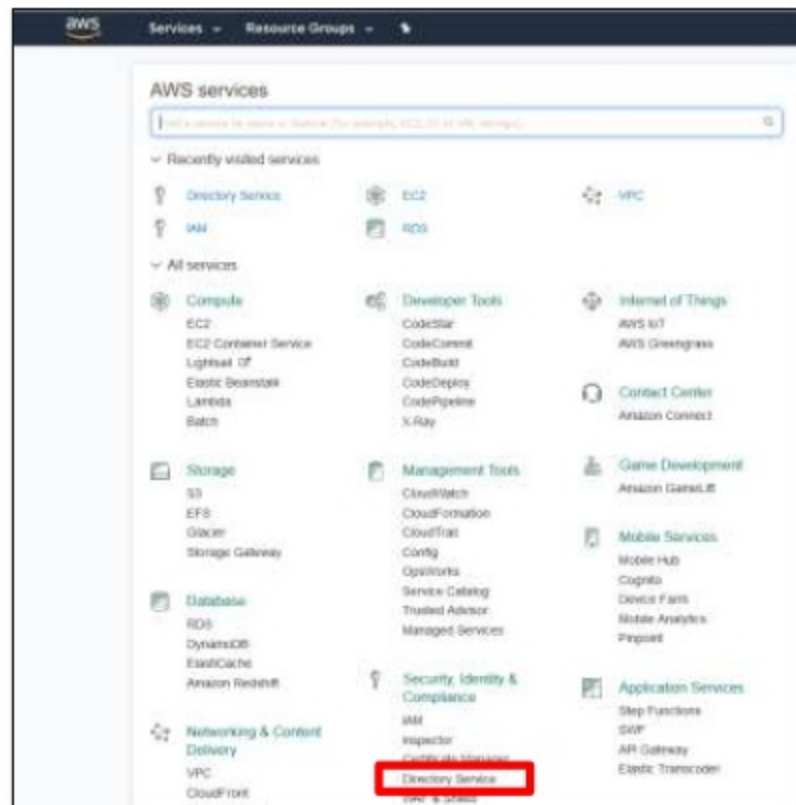 aws
Services
Resource Groups
AWS services
Recently visited services
Directory Service
EC2
VPC
IAM
RDS
All services
Compute
EC2
EC2 Container Service
Lightsail
Elastic Beanstalk
Lambda
Batch
Storage
S3
EFS
Glacier
Storage Gateway
Database
RDS
DynamoDB
ElastiCache
Amazon Redshift
Networking & Content
Delivery
VPC
CloudFront
Developer Tools
CodeStar
CodeCommit
CodeBuild
CodeDeploy
CodePipeline
X-Ray
Management Tools
CloudWatch
CloudFormation
CloudTrail
Config
OpsWorks
Service Catalog
Trusted Advisor
Managed Services
Security, Identity &
Compliance
IAM
Inspector
Certificate Manager
Directory Service
WAF & Shield
Internet of Things
AWS IoT
AWS Greengrass
Contact Center
Amazon Connect
Game Development
Amazon GameLift
Mobile Services
Mobile Hub
Cognito
Device Farm
Mobile Analytics
Pinpoint
Application Services
Step Functions
SWF
API Gateway
Elastic Transcoder